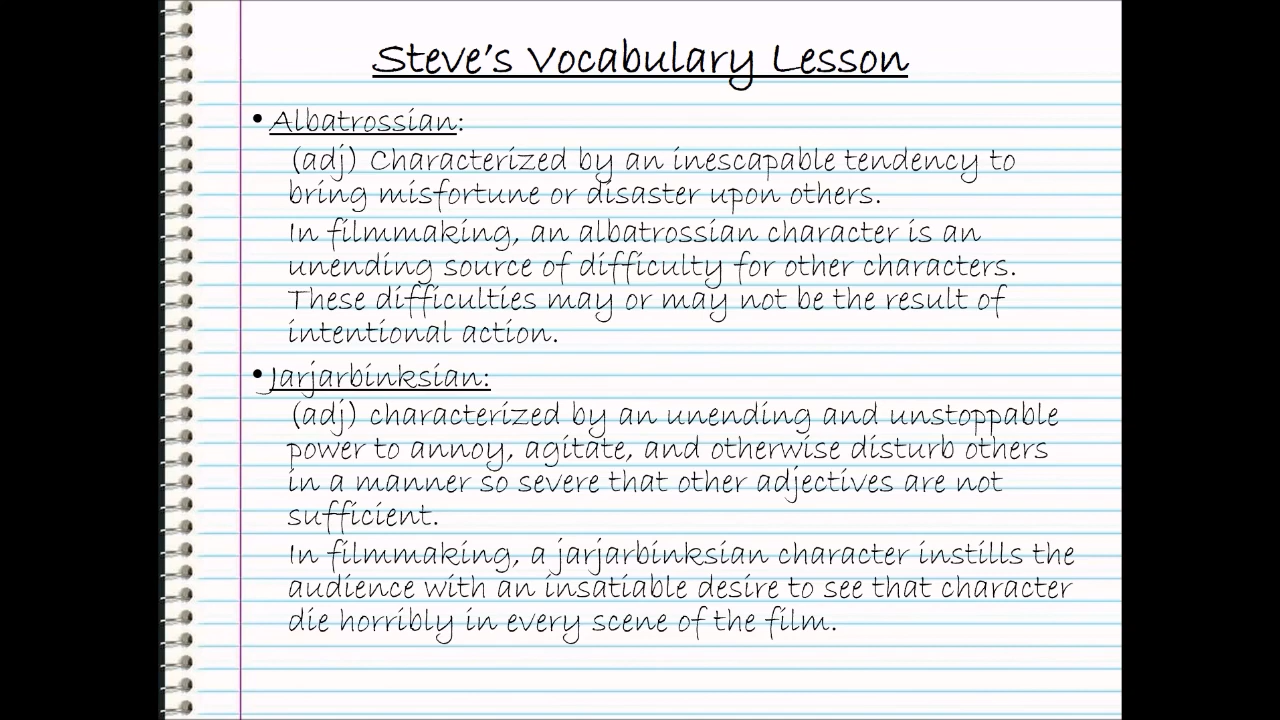 Steve's Vocabulary Lesson
• Albatrossian:
(adj) Characterized by an inescapable tendency to
bring misfortune or disaster upon others.
In filmmaking, an albatrossian character is an
unending source of difficulty for other characters.
These difficulties may or may not be the result of
intentional action.
• Jarjarbinksian:
(adj) characterized by an unending and unstoppable
power to annoy, agitate, and otherwise disturb others
in a manner so severe that other adjectives are not
sufficient.
In filmmaking, a jarjarbinksian character instills the
audience with an insatiable desire to see that character
die horribly in every scene of the film.